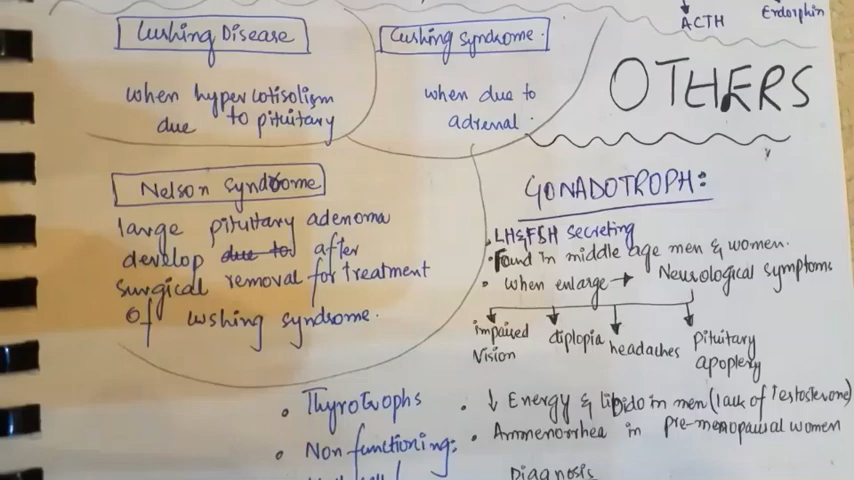 ACTH
Endorphin
Cushing Disease
when hypercotisolism
due to pituitary
Cushing Syndrome.
when due to
adrenal.
OTHERS
Nelson Syndrome
large pituitary adenoma
develop due to after
surgical removal for treatment
of cushing syndrome.
GONADOTROPH:
LH&FSH secreting
• Found in middle age men & women.
• when enlarge → Neurological symptoms
impaired
Vision
diplopia
headaches
Pituitary
apoplexy
• ↓ Energy & libido in men (lack of Testosterone)
• Ammenorrhea in pre-menopausal women
Diagnosis
• Thyrotrophs
• Non functioning: